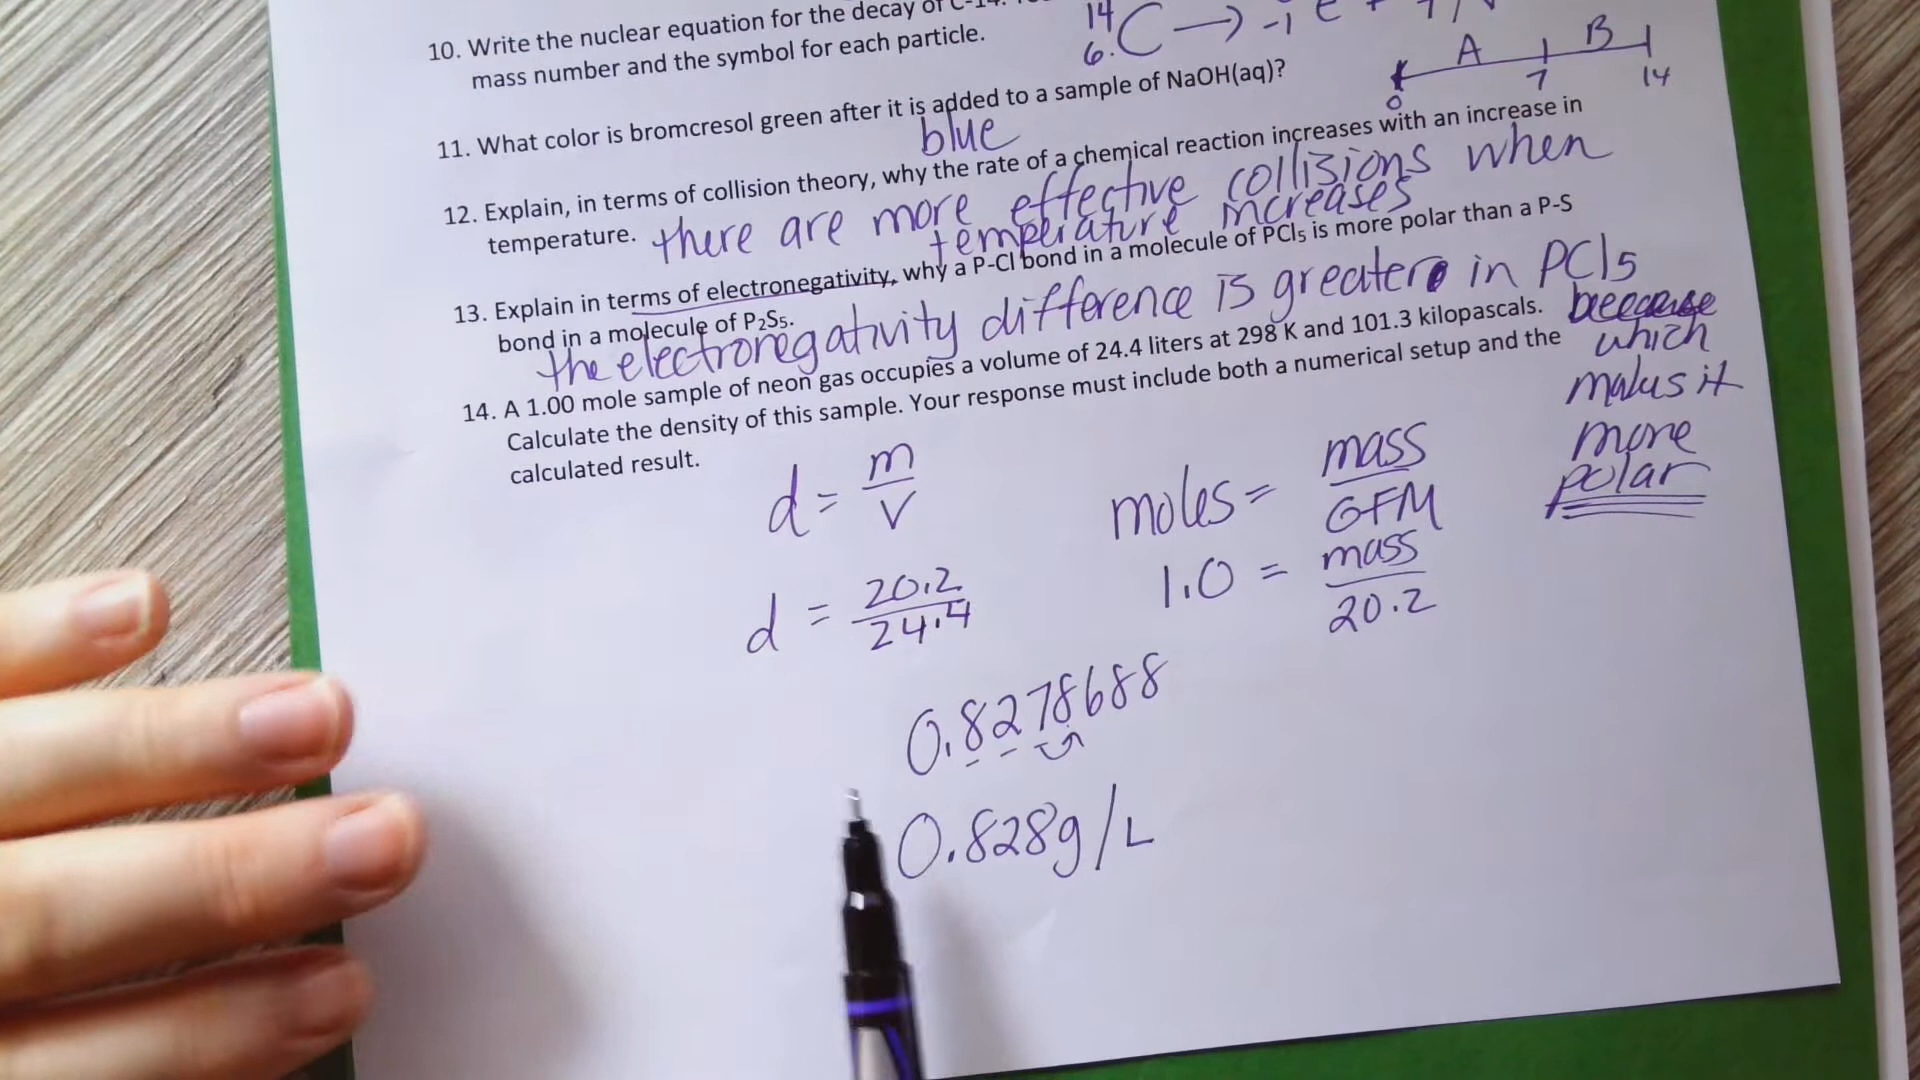 10. Write the nuclear equation for the decay of C-14.
mass number and the symbol for each particle.
14
6 C → -1 e +
A B
0 7 14
11. What color is bromcresol green after it is added to a sample of NaOH(aq)?
blue
12. Explain, in terms of collision theory, why the rate of a chemical reaction increases with an increase in
temperature.
there are more effective collisions when
temperature increases
13. Explain in terms of electronegativity, why a P-Cl bond in a molecule of PCl₅ is more polar than a P-S
bond in a molecule of P₂S₅.
the electronegativity difference is greater in PCl5
which
makes it
more
polar
14. A 1.00 mole sample of neon gas occupies a volume of 24.4 liters at 298 K and 101.3 kilopascals.
Calculate the density of this sample. Your response must include both a numerical setup and the
calculated result.
d = m/V
moles = mass/GFM
d = 20.2/24.4
1.0 = mass/20.2
0.8278688
0.828g/L